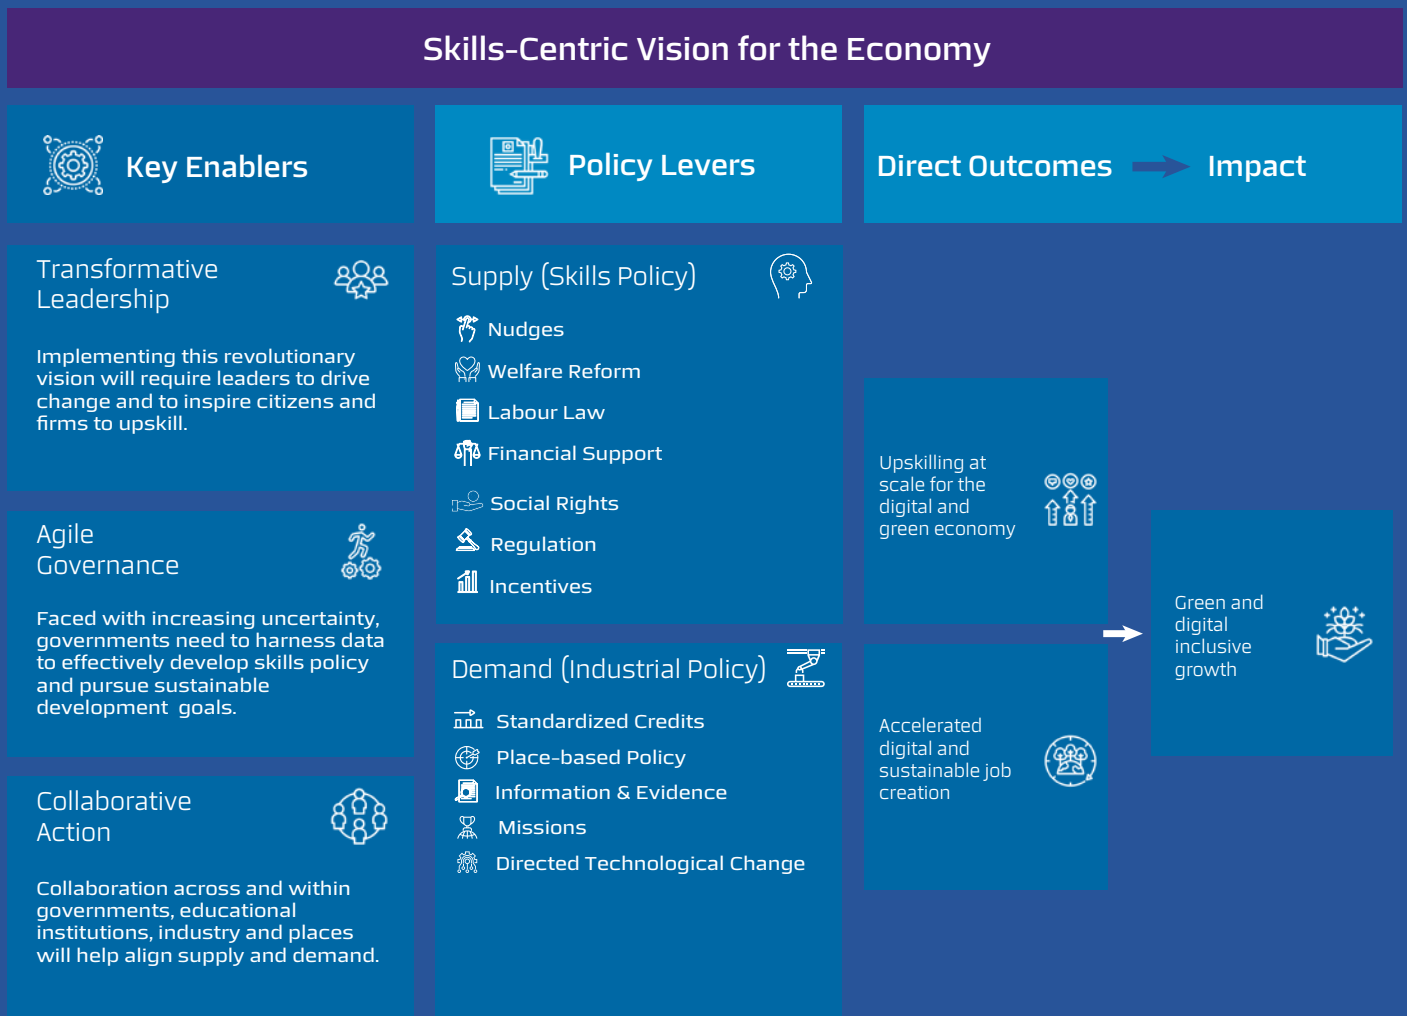 Skills-Centric Vision for the Economy
Key Enablers
Policy Levers
Direct Outcomes
Impact
Transformative
Leadership
Implementing this revolutionary
vision will require leaders to drive
change and to inspire citizens and
firms to upskill.
Agile
Governance
Faced with increasing uncertainty,
governments need to harness data
to effectively develop skills policy
and pursue sustainable
development goals.
Collaborative
Action
Collaboration across and within
governments, educational
institutions, industry and places
will help align supply and demand.
Supply (Skills Policy)
Nudges
Welfare Reform
Labour Law
Financial Support
Social Rights
Regulation
Incentives
Demand (Industrial Policy)
Standardized Credits
Place-based Policy
Information & Evidence
Missions
Directed Technological Change
Upskilling at
scale for the
digital and
green economy
Accelerated
digital and
sustainable job
creation
Green and
digital
inclusive
growth